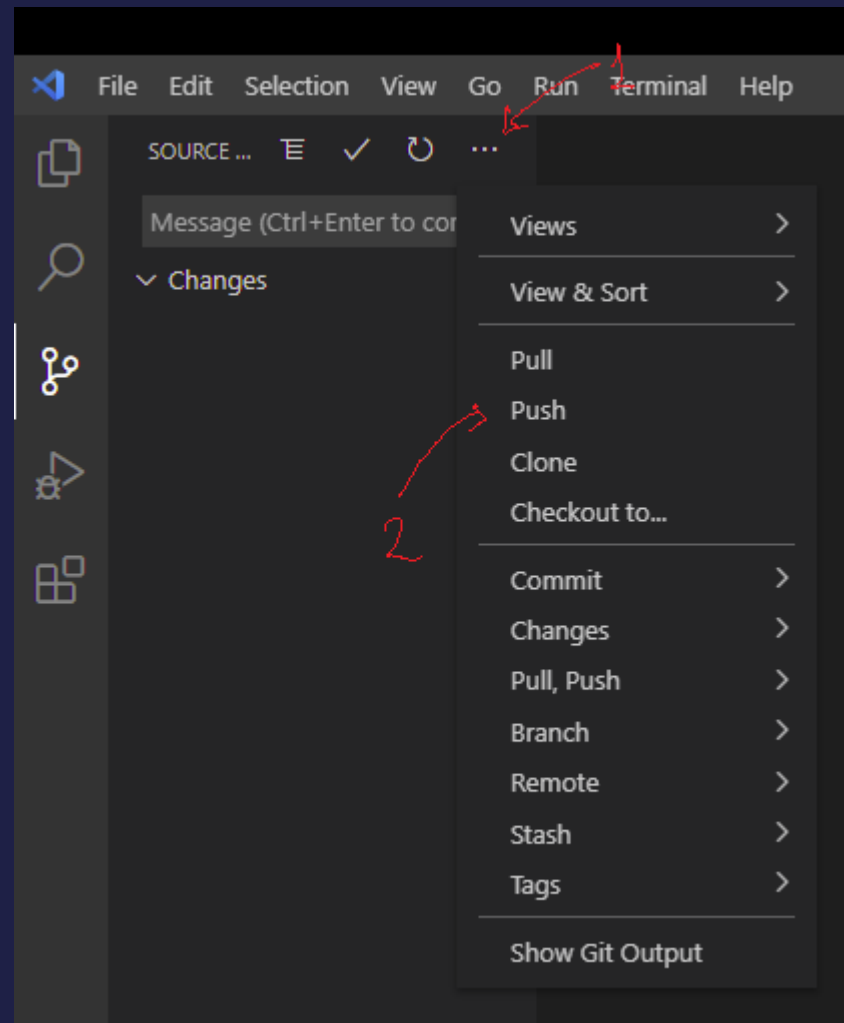 File Edit Selection View Go Run Terminal Help
1
SOURCE ...
Message (Ctrl+Enter to cor
Changes
Views
View & Sort
Pull
Push
Clone
Checkout to...
2
Commit
Changes
Pull, Push
Branch
Remote
Stash
Tags
Show Git Output